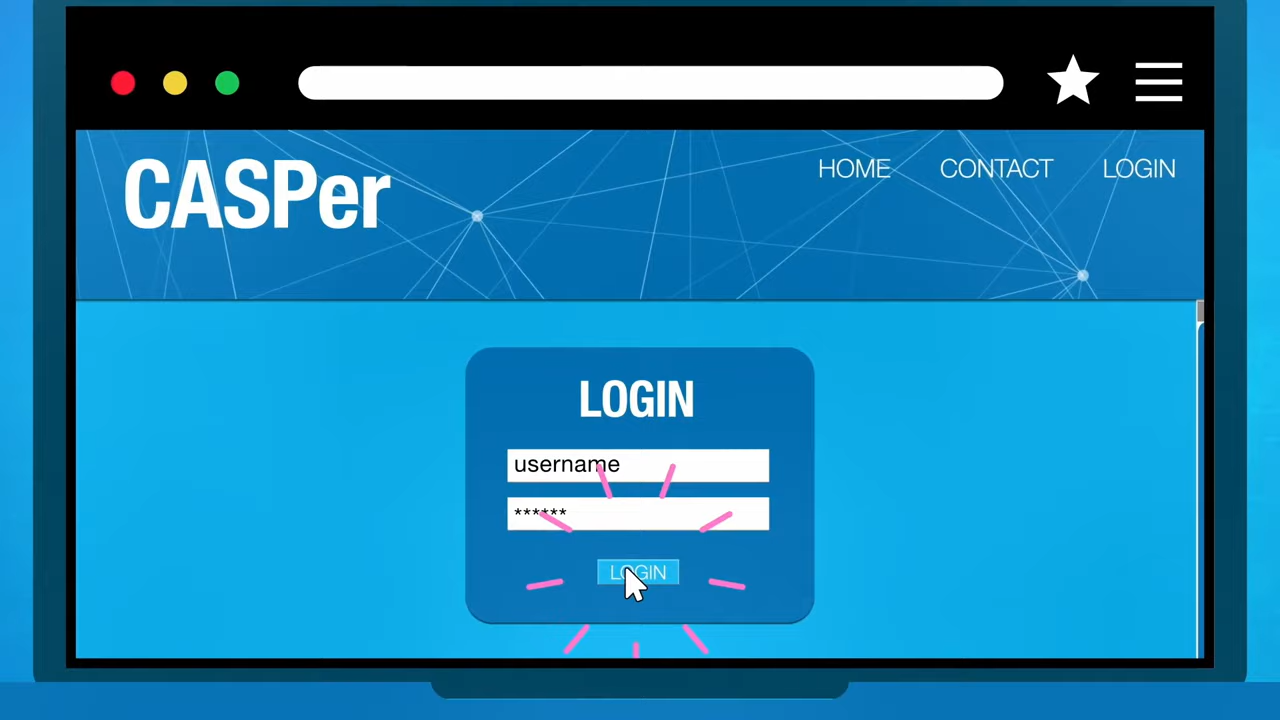 CASPer
HOME CONTACT LOGIN
LOGIN
username
******
LOGIN